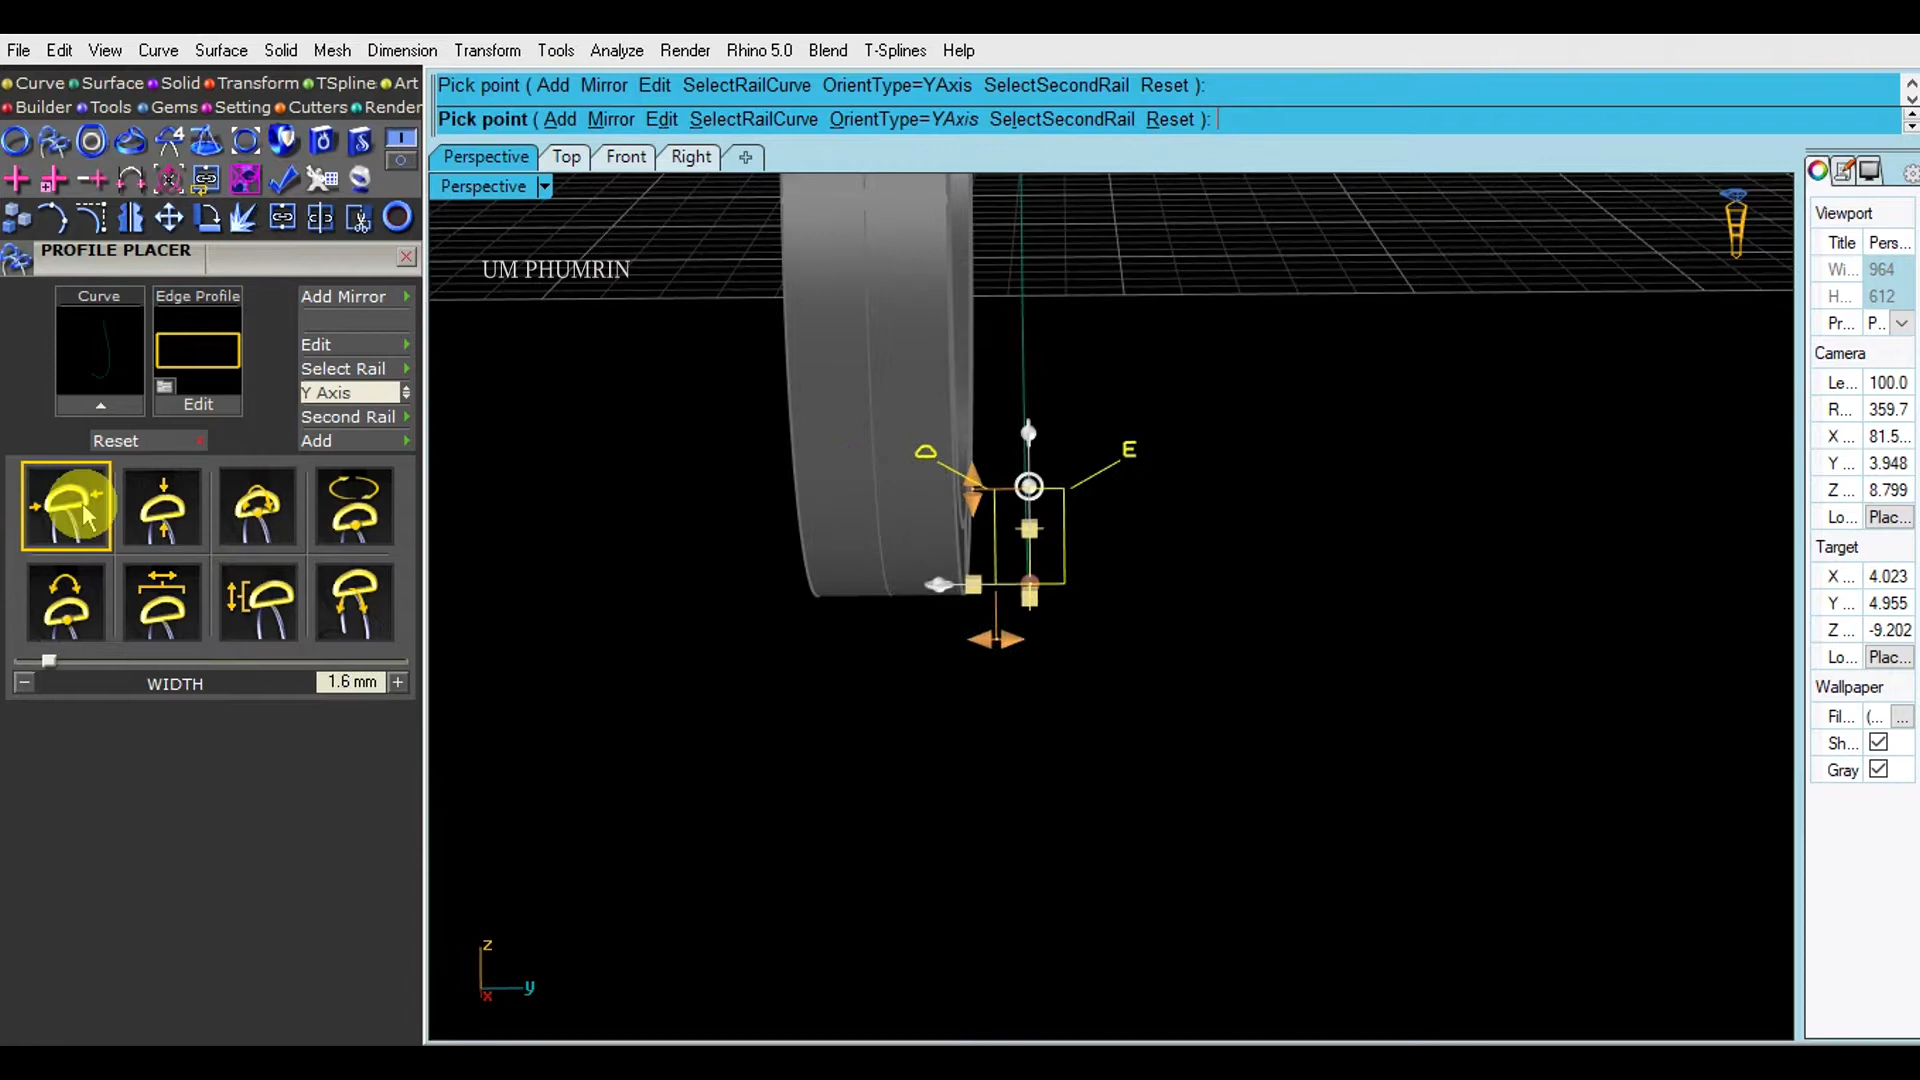 File Edit View Curve Surface Solid Mesh Dimension Transform Tools Analyze Render Rhino 5.0 Blend T-Splines Help
Curve Surface Solid Transform TSpline Art
Builder Tools Gems Setting Cutters Render
Pick point ( Add Mirror Edit SelectRailCurve OrientType=YAxis SelectSecondRail Reset ):
Pick point ( Add Mirror Edit SelectRailCurve OrientType=YAxis SelectSecondRail Reset ):
Perspective Top Front Right
Perspective
PROFILE PLACER
Curve Edge Profile Add Mirror
Edit
Select Rail
Y Axis
Edit Second Rail
Reset Add
WIDTH 1.6 mm
UM PHUMRIN
D E
z
y
x
Viewport
Title Pers...
Wi... 964
H... 612
Pr... P...
Camera
Le... 100.0
R... 359.7
X ... 81.5...
Y ... 3.948
Z ... 8.799
Lo... Plac...
Target
X ... 4.023
Y ... 4.955
Z ... -9.202
Lo... Plac...
Wallpaper
Fil... (... ...
Sh...
Gray